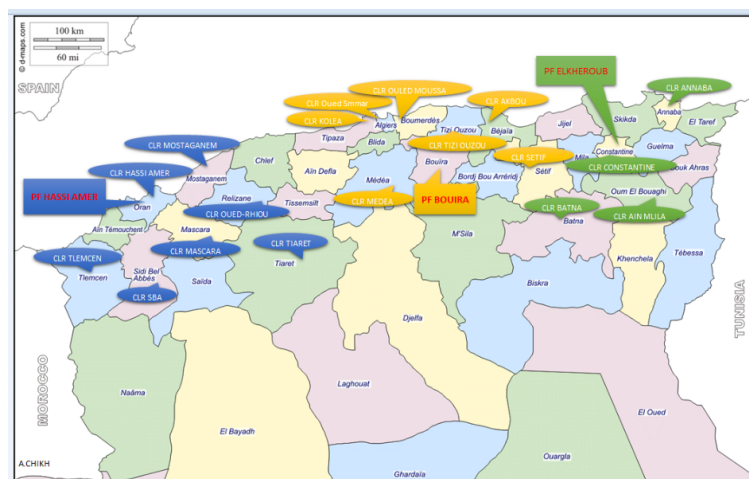 100 km
60 mi
© d-maps.com
SPAIN
PF ELKHEROUB
CLR ANNABA
CLR OULED MOUSSA
CLR Oued Smmar
CLR AKBOU
CLR KOLEA
Algiers
Boumerdès
Tizi Ouzou
Béjaïa
Jijel
Skikda
Annaba
El Taref
CLR MOSTAGANEM
Tipaza
Blida
CLR TIZI OUZOU
Constantine
Guelma
Chlef
Aïn Defla
Bouira
CLR SETIF
Mila
CLR HASSI AMER
Mostaganem
Médéa
Bordj Bou Arréridj
Sétif
CLR CONSTANTINE
Souk Ahras
PF HASSI AMER
Oran
Relizane
Tissemsilt
CLR MEDEA
PF BOUIRA
Oum El Bouaghi
CLR OUED-RHIOU
CLR BATNA
CLR AIN MLILA
Aïn Témouchent
Mascara
Batna
M'Sila
CLR TLEMCEN
CLR MASCARA
CLR TIARET
Khenchela
Tébessa
Tlemcen
Sidi Bel
Abbès
Saïda
Tiaret
Biskra
CLR SBA
Djelfa
TUNISIA
MOROCCO
Naâma
Laghouat
El Oued
El Bayadh
Ouargla
A.CHIKH
Ghardaïa